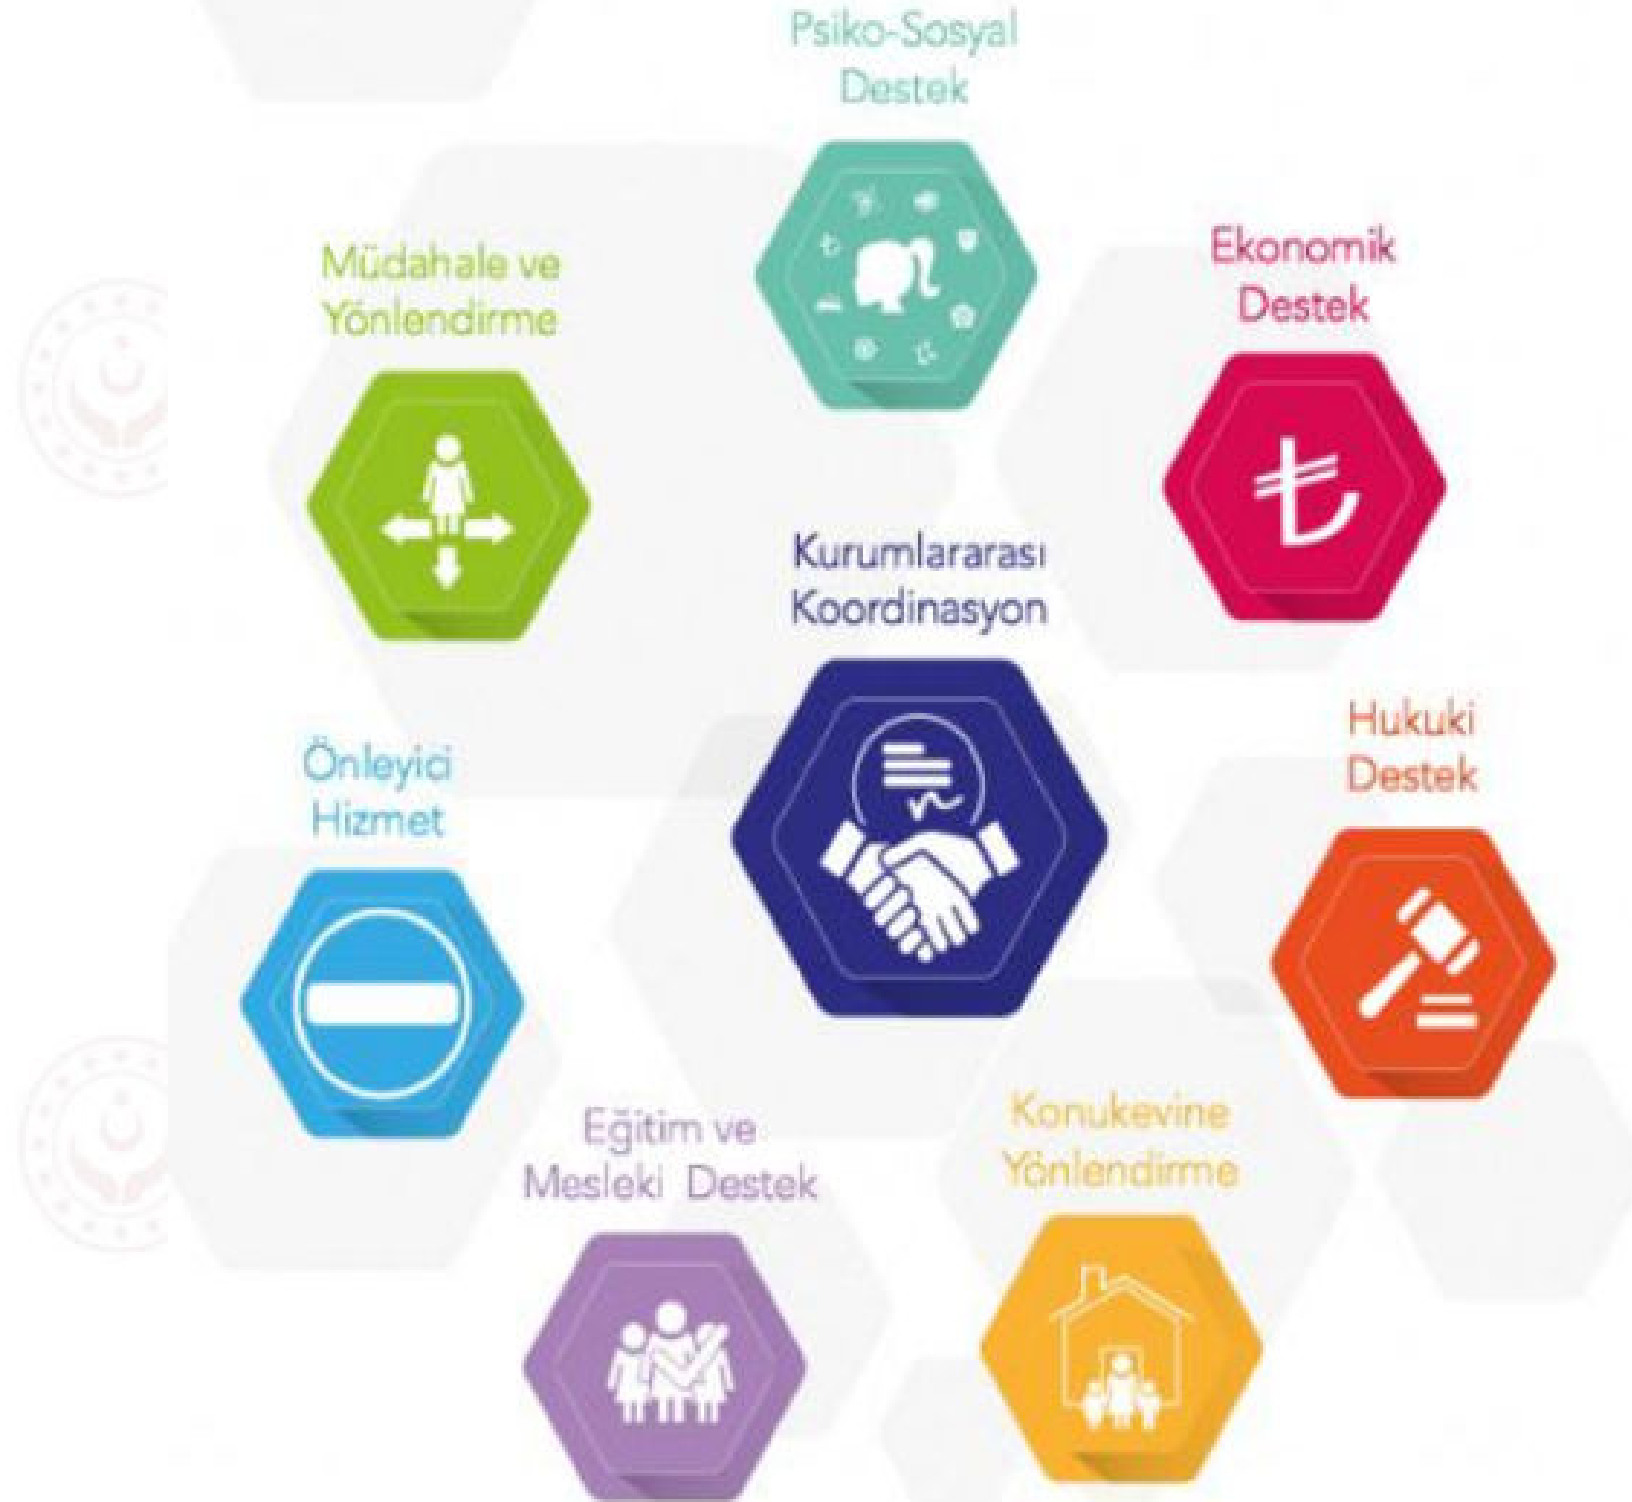 Psiko-Sosyal
Destek
Müdahale ve
Yönlendirme
Ekonomik
Destek
Kurumlararası
Koordinasyon
Hukuki
Destek
Önleyici
Hizmet
Eğitim ve
Mesleki Destek
Konukevine
Yönlendirme